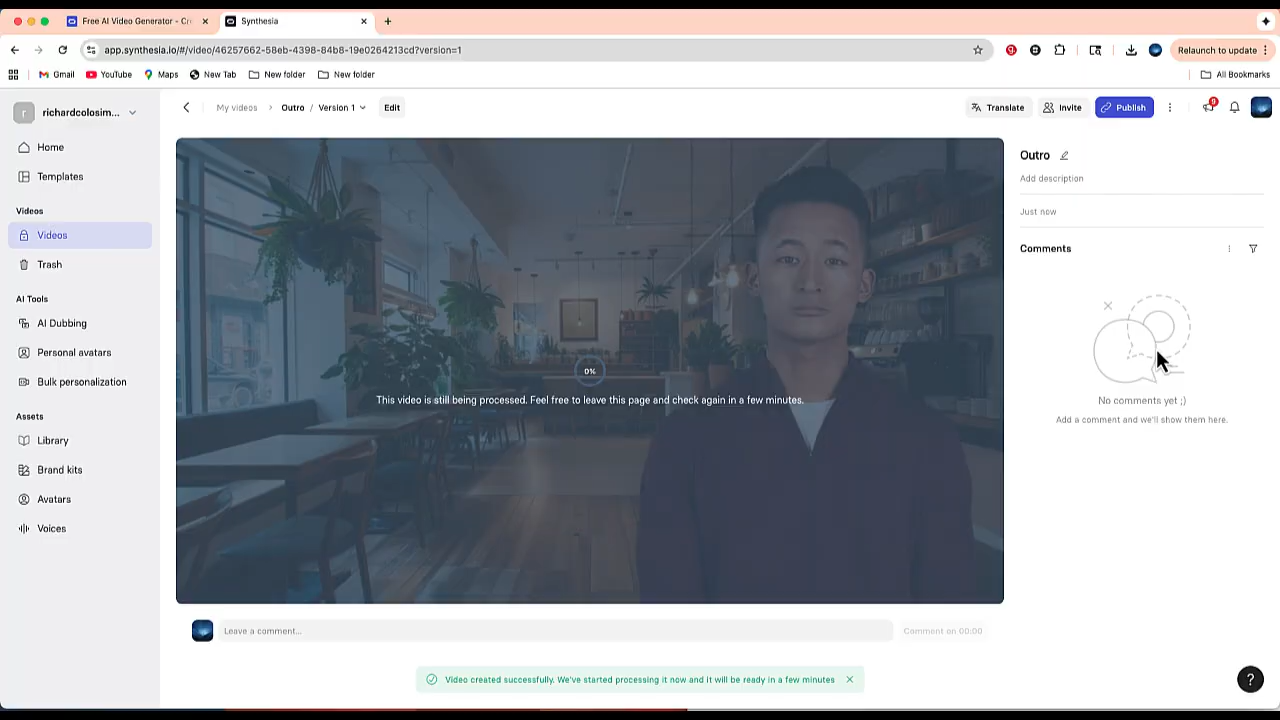 Free AI Video Generator - Cre
Synthesia
app.synthesia.io/#/video/46257662-58eb-4398-84b8-19e0264213cd?version=1
Relaunch to update
Gmail
YouTube
Maps
New Tab
New folder
New folder
All Bookmarks
r
richardcolosim...
My videos > Outro / Version 1
Edit
Translate
Invite
Publish
9
Home
Templates
Videos
Videos
Trash
AI Tools
AI Dubbing
Personal avatars
Bulk personalization
Assets
Library
Brand kits
Avatars
Voices
0%
This video is still being processed. Feel free to leave this page and check again in a few minutes.
Outro
Add description
Just now
Comments
No comments yet ;)
Add a comment and we'll show them here.
Leave a comment...
Comment on 00:00
Video created successfully. We've started processing it now and it will be ready in a few minutes
?